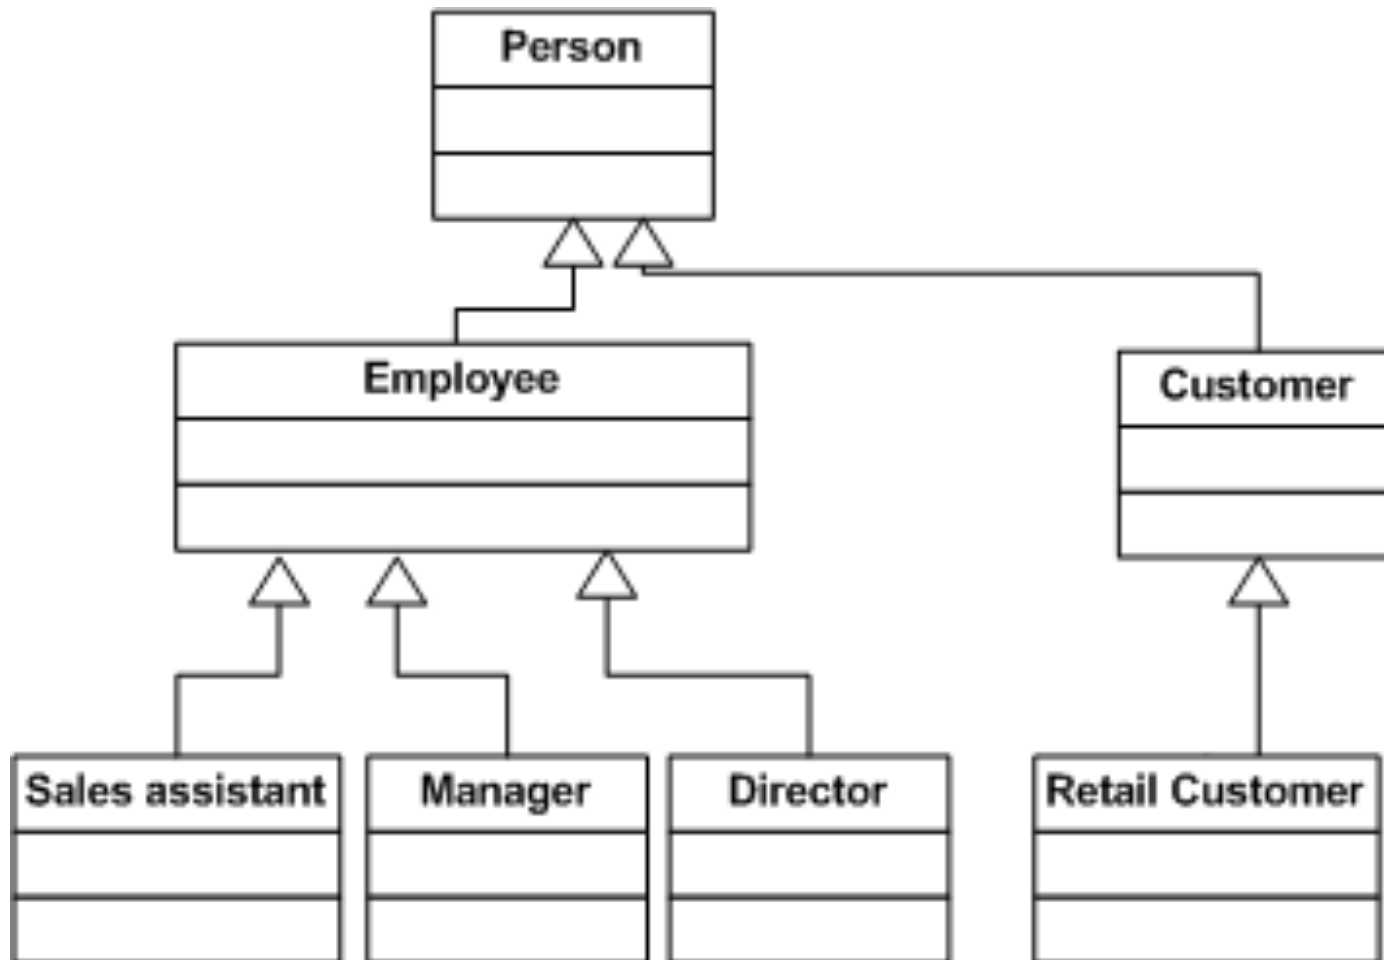 Person
Employee
Customer
Sales assistant
Manager
Director
Retail Customer